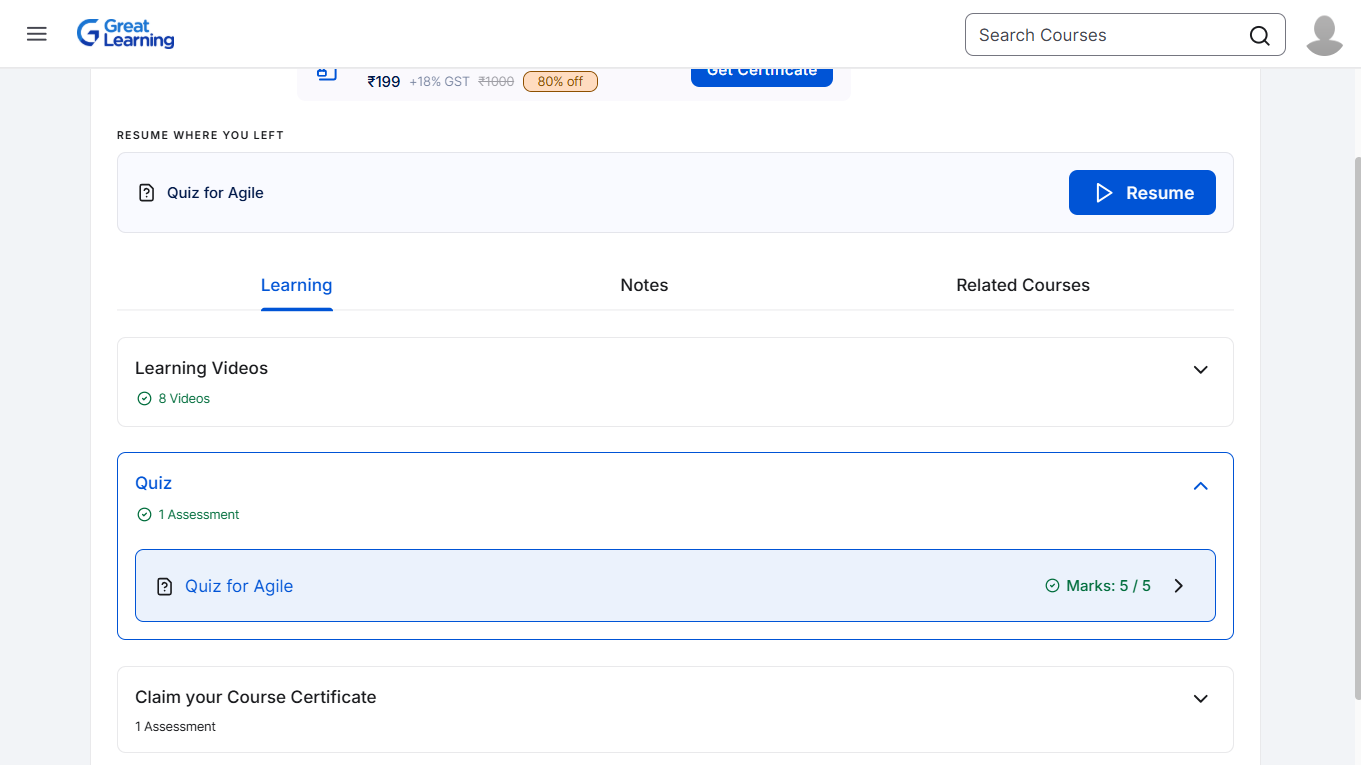 Great
Learning
Search Courses
₹199 +18% GST ₹1000 80% off
Get Certificate
RESUME WHERE YOU LEFT
Quiz for Agile
Resume
Learning Notes Related Courses
Learning Videos
8 Videos
Quiz
1 Assessment
Quiz for Agile
Marks: 5 / 5
Claim your Course Certificate
1 Assessment